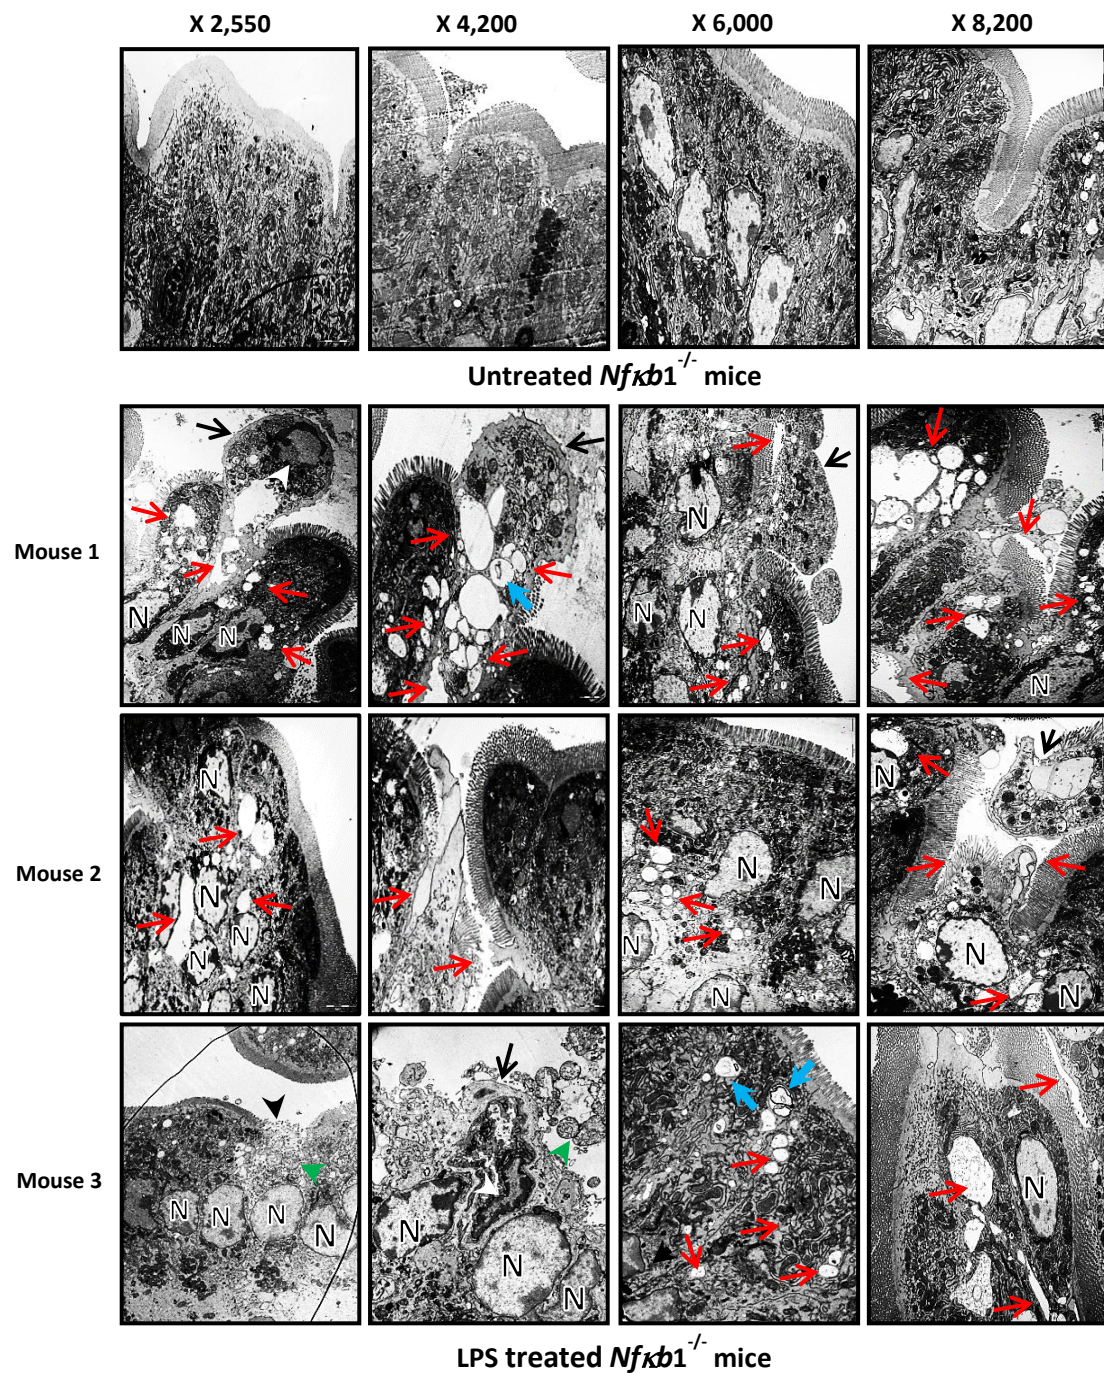 X 2,550 X 4,200 X 6,000 X 8,200
Untreated Nfκb1-/- mice
Mouse 1
N N N
N N N
N
Mouse 2
N N N N N
N N N N
N N N
Mouse 3
N N N N
N N N
N
LPS treated Nfκb1-/- mice